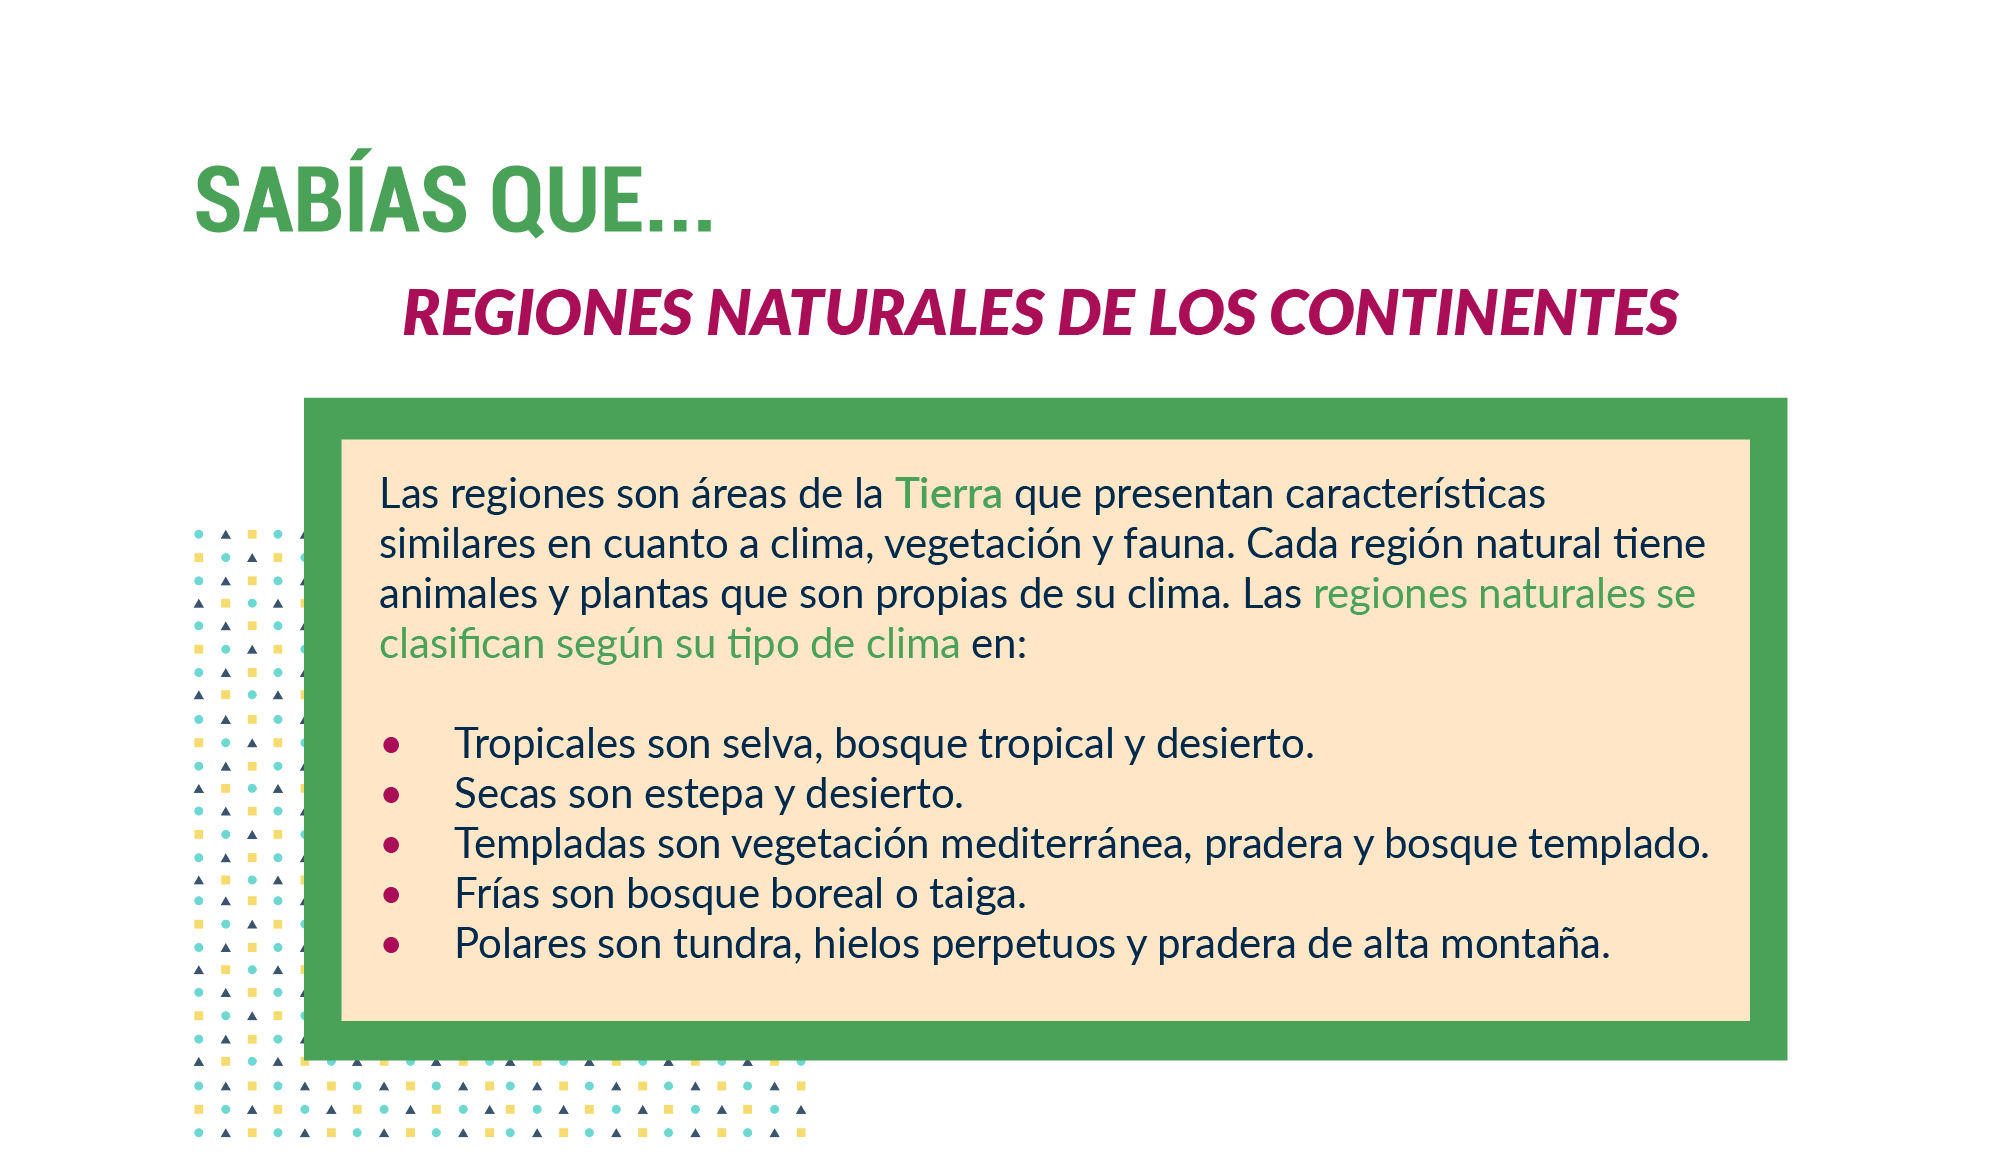 SABÍAS QUE...
REGIONES NATURALES DE LOS CONTINENTES
Las regiones son áreas de la Tierra que presentan características
similares en cuanto a clima, vegetación y fauna. Cada región natural tiene
animales y plantas que son propias de su clima. Las regiones naturales se
clasifican según su tipo de clima en:
• Tropicales son selva, bosque tropical y desierto.
• Secas son estepa y desierto.
• Templadas son vegetación mediterránea, pradera y bosque templado.
• Frías son bosque boreal o taiga.
• Polares son tundra, hielos perpetuos y pradera de alta montaña.